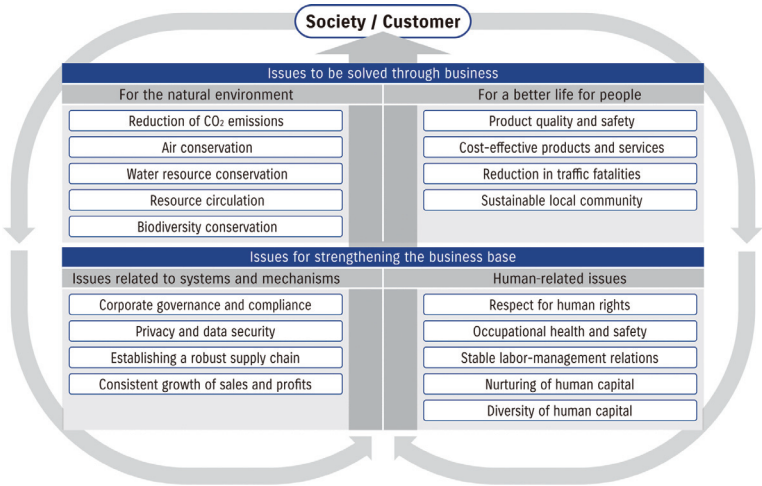 Society / Customer
Issues to be solved through business
For the natural environment
Reduction of CO₂ emissions
Air conservation
Water resource conservation
Resource circulation
Biodiversity conservation
For a better life for people
Product quality and safety
Cost-effective products and services
Reduction in traffic fatalities
Sustainable local community
Issues for strengthening the business base
Issues related to systems and mechanisms
Corporate governance and compliance
Privacy and data security
Establishing a robust supply chain
Consistent growth of sales and profits
Human-related issues
Respect for human rights
Occupational health and safety
Stable labor-management relations
Nurturing of human capital
Diversity of human capital